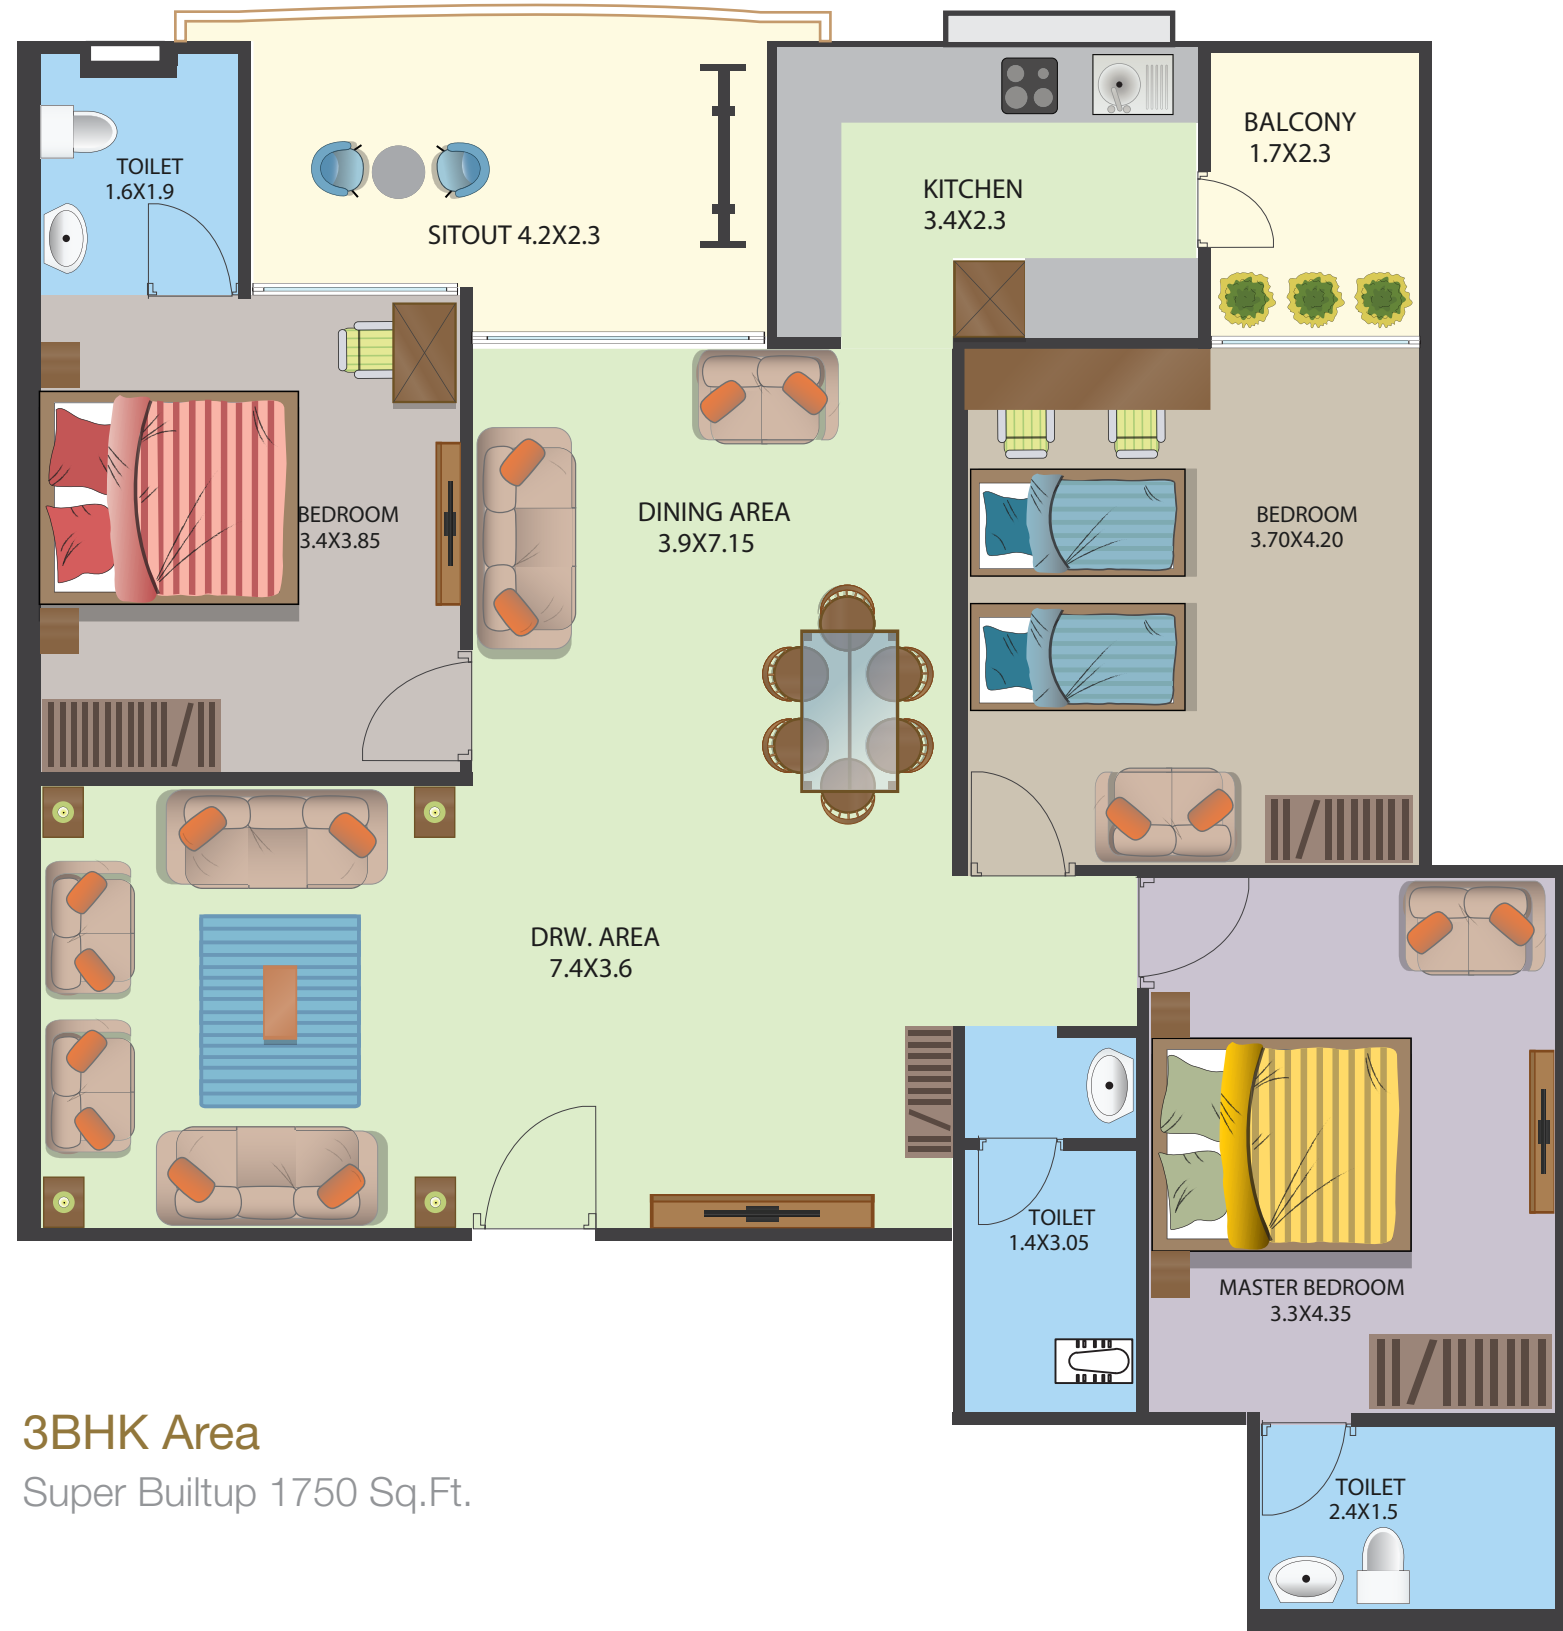 TOILET
1.6X1.9
SITOUT 4.2X2.3
KITCHEN
3.4X2.3
BALCONY
1.7X2.3
BEDROOM
3.4X3.85
DINING AREA
3.9X7.15
BEDROOM
3.70X4.20
DRW. AREA
7.4X3.6
TOILET
1.4X3.05
MASTER BEDROOM
3.3X4.35
TOILET
2.4X1.5
3BHK Area
Super Builtup 1750 Sq.Ft.